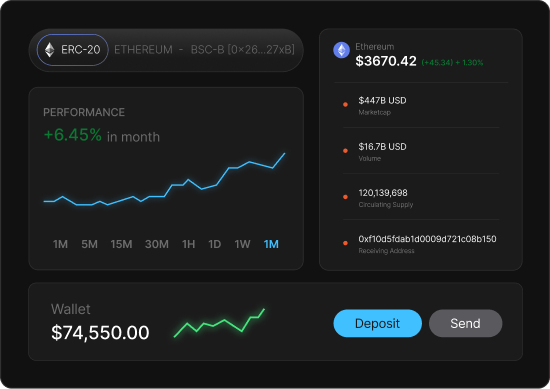 ERC-20 ETHEREUM - BSC-B [0x26...27xB]
PERFORMANCE
+6.45% in month
1M 5M 15M 30M 1H 1D 1W 1M
Ethereum
$3670.42 (+45.34) + 1.30%
$447B USD
Marketcap
$16.7B USD
Volume
120,139,698
Circulating Supply
0xf10d5fdab1d0009d721c08b150
Receiving Address
Wallet
$74,550.00
Deposit Send